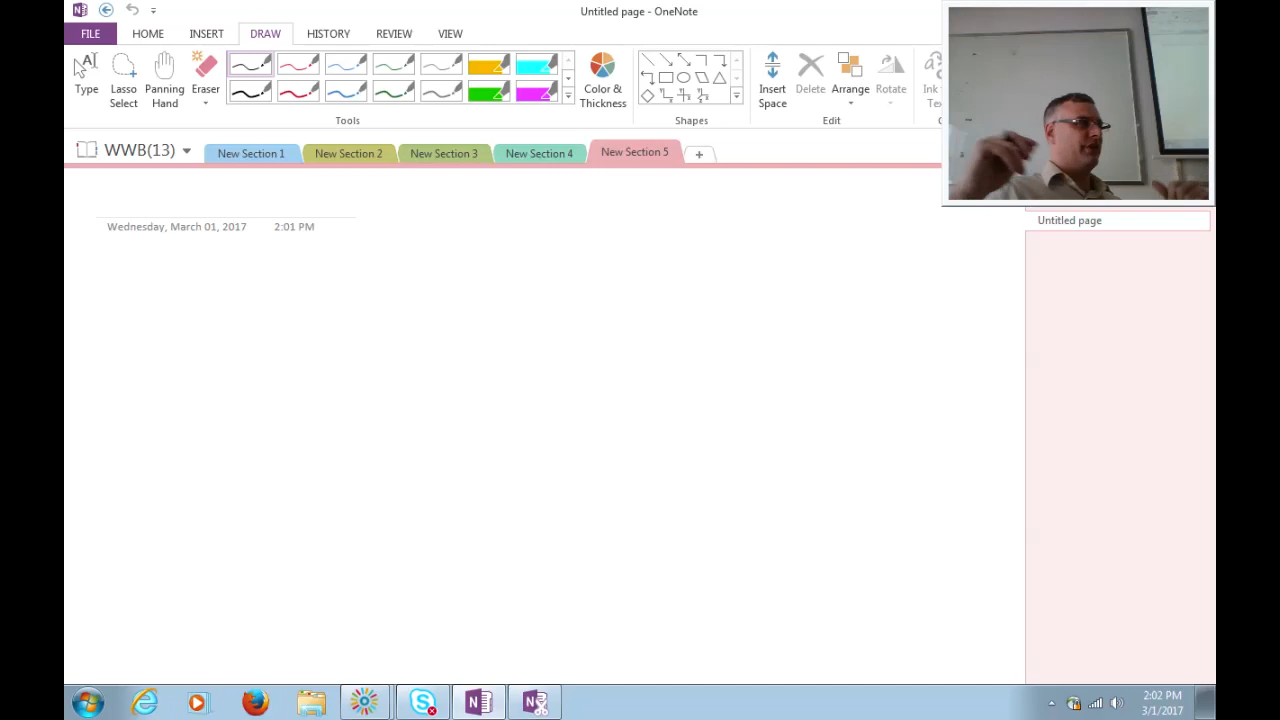 Untitled page - OneNote
FILE HOME INSERT DRAW HISTORY REVIEW VIEW
Type
Lasso Select
Panning Hand
Eraser
Color & Thickness
Insert Space
Delete
Arrange
Rotate
Ink to
Tools
Shapes
Edit
WWB(13)
New Section 1
New Section 2
New Section 3
New Section 4
New Section 5
Untitled page
Wednesday, March 01, 2017 2:01 PM
2:02 PM
3/1/2017